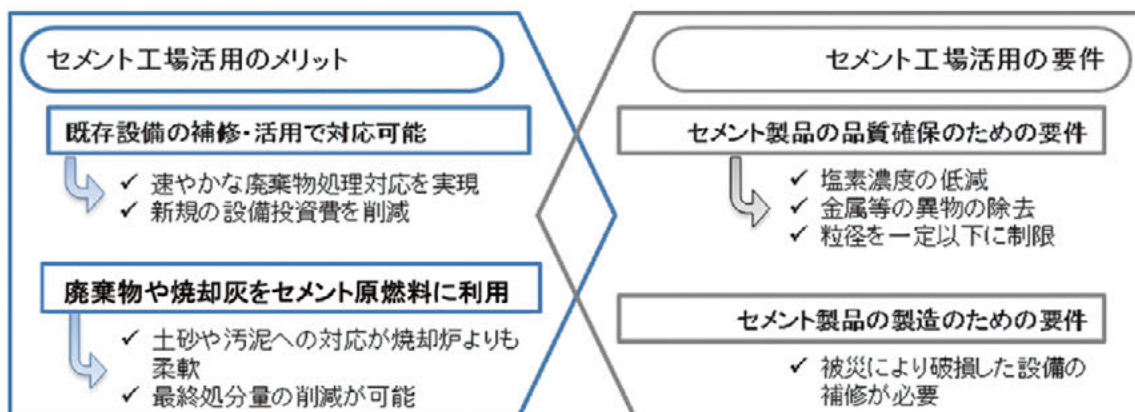 セメント工場活用のメリット
既存設備の補修・活用で対応可能
✓ 速やかな廃棄物処理対応を実現
✓ 新規の設備投資費を削減
廃棄物や焼却灰をセメント原燃料に利用
✓ 土砂や汚泥への対応が焼却炉よりも
柔軟
✓ 最終処分量の削減が可能
セメント工場活用の要件
セメント製品の品質確保のための要件
✓ 塩素濃度の低減
✓ 金属等の異物の除去
✓ 粒径を一定以下に制限
セメント製品の製造のための要件
✓ 被災により破損した設備の
補修が必要